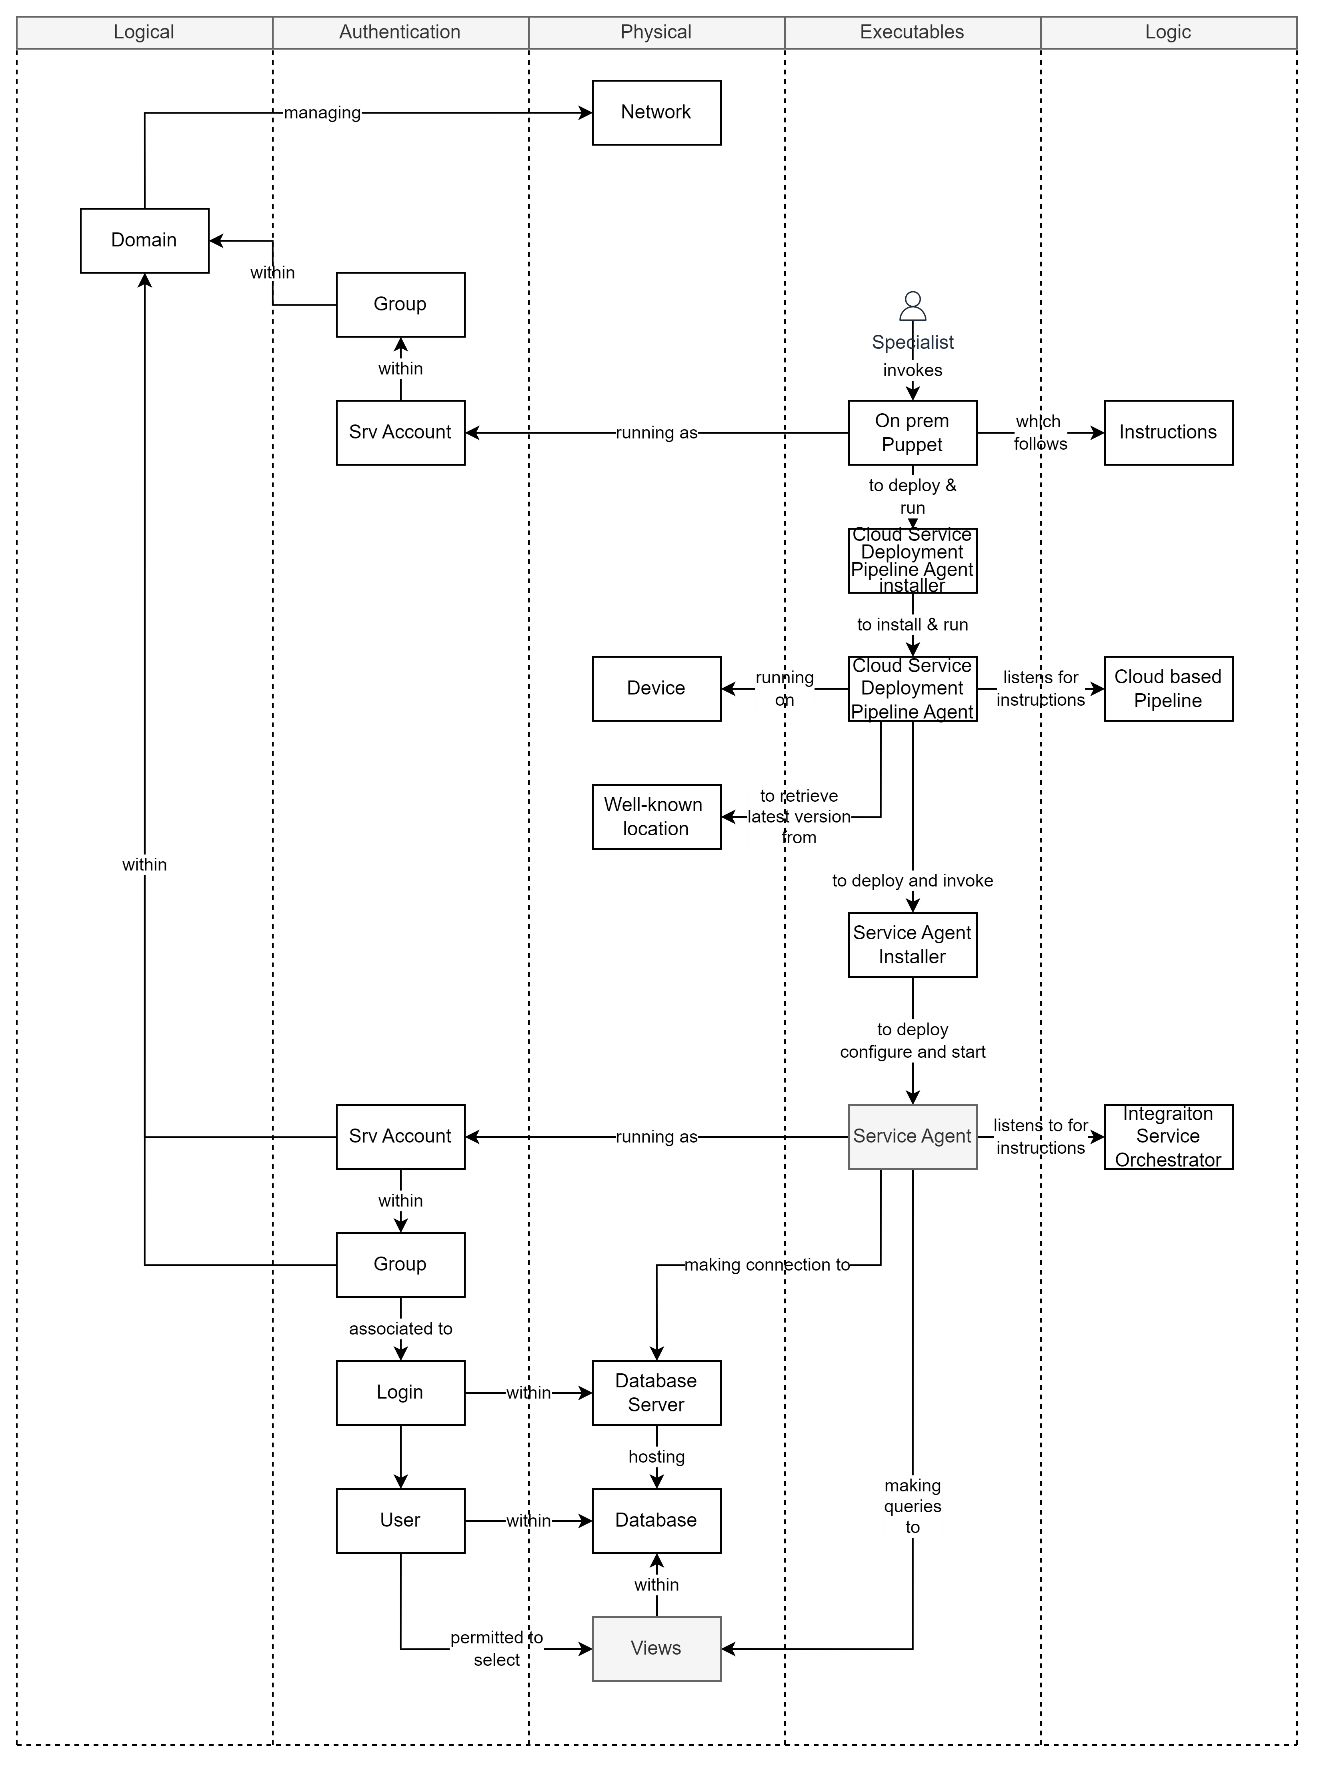 Logical
Authentication
Physical
Executables
Logic
managing
Network
Domain
within
Group
Specialist
within
invokes
Srv Account
running as
On prem
Puppet
which
follows
Instructions
to deploy &
run
Cloud Service
Deployment
Pipeline Agent
installer
to install & run
Device
running
on
Cloud Service
Deployment
Pipeline Agent
listens for
instructions
Cloud based
Pipeline
Well-known
location
to retrieve
latest version
from
within
to deploy and invoke
Service Agent
Installer
to deploy
configure and start
Srv Account
running as
Service Agent
listens to for
instructions
Integraiton
Service
Orchestrator
within
Group
making connection to
associated to
Login
within
Database
Server
hosting
making
queries
to
User
within
Database
within
permitted to
select
Views